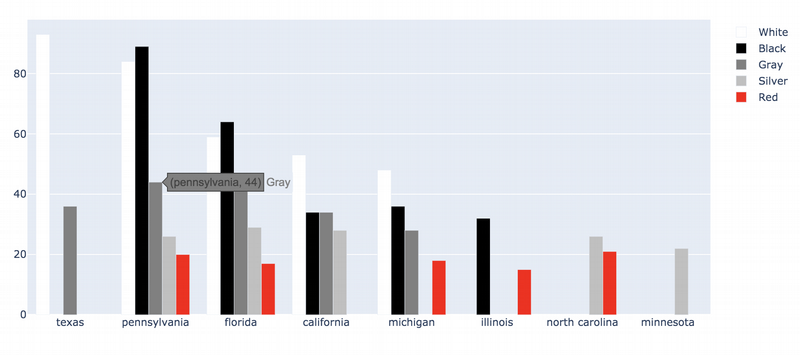 White
Black
Gray
Silver
Red
80
60
40
20
0
(pennsylvania, 44) Gray
texas pennsylvania florida california michigan illinois north carolina minnesota